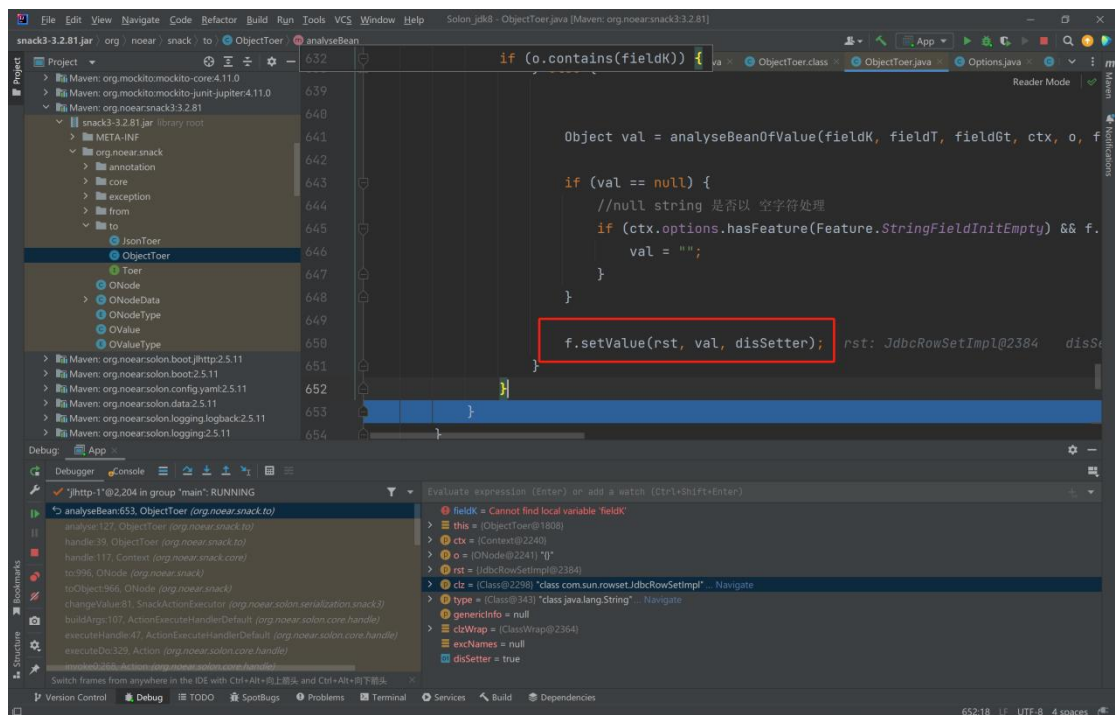 File Edit View Navigate Code Refactor Build Run Tools VCS Window Help Solon_jdk8 - ObjectToer.java [Maven: org.noear:snack3:3.2.81]
snack3-3.2.81.jar org noear snack to ObjectToer analyseBean App
Project
632 if (o.contains(fieldK)) {
ObjectToer.class ObjectToer.java Options.java
Reader Mode
Maven: org.mockito:mockito-core:4.11.0
Maven: org.mockito:mockito-junit-jupiter:4.11.0
Maven: org.noear:snack3:3.2.81
snack3-3.2.81.jar library root
META-INF
org.noear.snack
annotation
core
exception
from
to
JsonToer
ObjectToer
Toer
ONode
ONodeData
ONodeType
OValue
OValueType
Maven: org.noear:solon.boot.jlhttp:2.5.11
Maven: org.noear:solon.boot:2.5.11
Maven: org.noear:solon.config.yaml:2.5.11
Maven: org.noear:solon.data:2.5.11
Maven: org.noear:solon.logging.logback:2.5.11
Maven: org.noear:solon.logging:2.5.11
639
640
641 Object val = analyseBeanOfValue(fieldK, fieldT, fieldGt, ctx, o, f
642
643 if (val == null) {
644 //null string 是否以 空字符处理
645 if (ctx.options.hasFeature(Feature.StringFieldInitEmpty) && f.
646 val = "";
647 }
648 }
649
650 f.setValue(rst, val, disSetter); rst: JdbcRowSetImpl@2384 disSe
651 }
652 }
653 }
654 }
Maven
Notifications
Project
Bookmarks
Structure
Debug: App
Debugger Console
"jlhttp-1"@2,204 in group "main": RUNNING
analyseBean:653, ObjectToer (org.noear.snack.to)
analyse:127, ObjectToer (org.noear.snack.to)
handle:39, ObjectToer (org.noear.snack.to)
handle:117, Context (org.noear.snack.core)
to:996, ONode (org.noear.snack)
toObject:966, ONode (org.noear.snack)
changeValue:81, SnackActionExecutor (org.noear.solon.serialization.snack3)
buildArgs:107, ActionExecuteHandlerDefault (org.noear.solon.core.handle)
executeHandle:47, ActionExecuteHandlerDefault (org.noear.solon.core.handle)
executeDo:329, Action (org.noear.solon.core.handle)
invoke0:266, Action (org.noear.solon.core.handle)
Switch frames from anywhere in the IDE with Ctrl+Alt+向上箭头 and Ctrl+Alt+向下箭头
Evaluate expression (Enter) or add a watch (Ctrl+Shift+Enter)
fieldK = Cannot find local variable 'fieldK'
this = {ObjectToer@1808}
ctx = {Context@2240}
o = {ONode@2241} "{}"
rst = {JdbcRowSetImpl@2384}
clz = {Class@2298} "class com.sun.rowset.JdbcRowSetImpl" ... Navigate
type = {Class@343} "class java.lang.String" ... Navigate
genericInfo = null
clzWrap = {ClassWrap@2364}
excNames = null
disSetter = true
Version Control Debug TODO SpotBugs Problems Terminal Services Build Dependencies
652:18 LF UTF-8 4 spaces